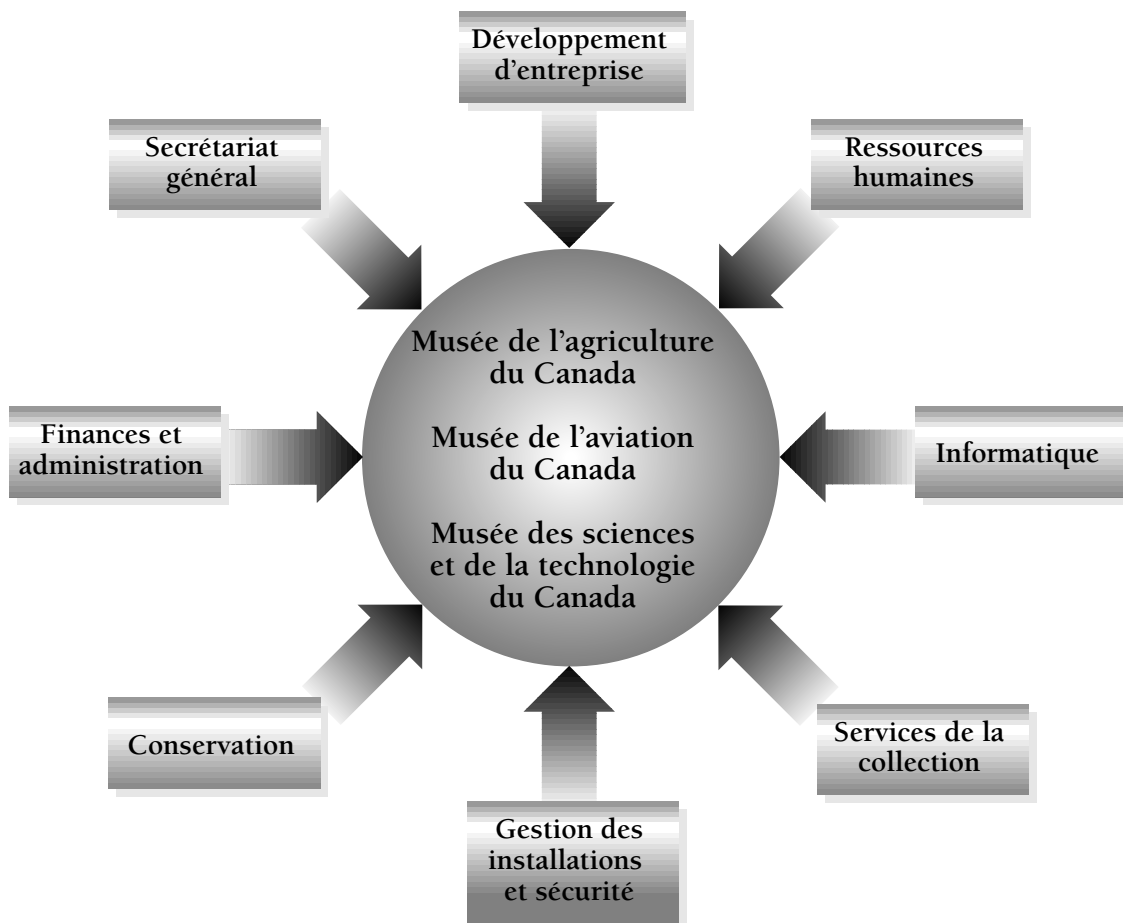 Développement
d'entreprise
Secrétariat
général
Ressources
humaines
Musée de l'agriculture
du Canada
Musée de l'aviation
du Canada
Musée des sciences
et de la technologie
du Canada
Finances et
administration
Informatique
Conservation
Services de la
collection
Gestion des
installations
et sécurité